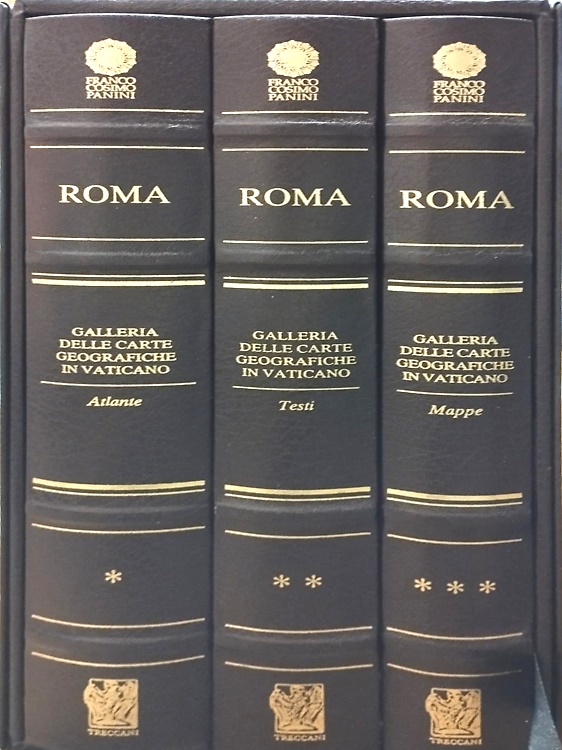 FRANCO
COSIMO
PANINI
ROMA
GALLERIA
DELLE CARTE
GEOGRAFICHE
IN VATICANO
Atlante
*
TRECCANI
FRANCO
COSIMO
PANINI
ROMA
GALLERIA
DELLE CARTE
GEOGRAFICHE
IN VATICANO
Testi
* *
TRECCANI
FRANCO
COSIMO
PANINI
ROMA
GALLERIA
DELLE CARTE
GEOGRAFICHE
IN VATICANO
Mappe
* * *
TRECCANI